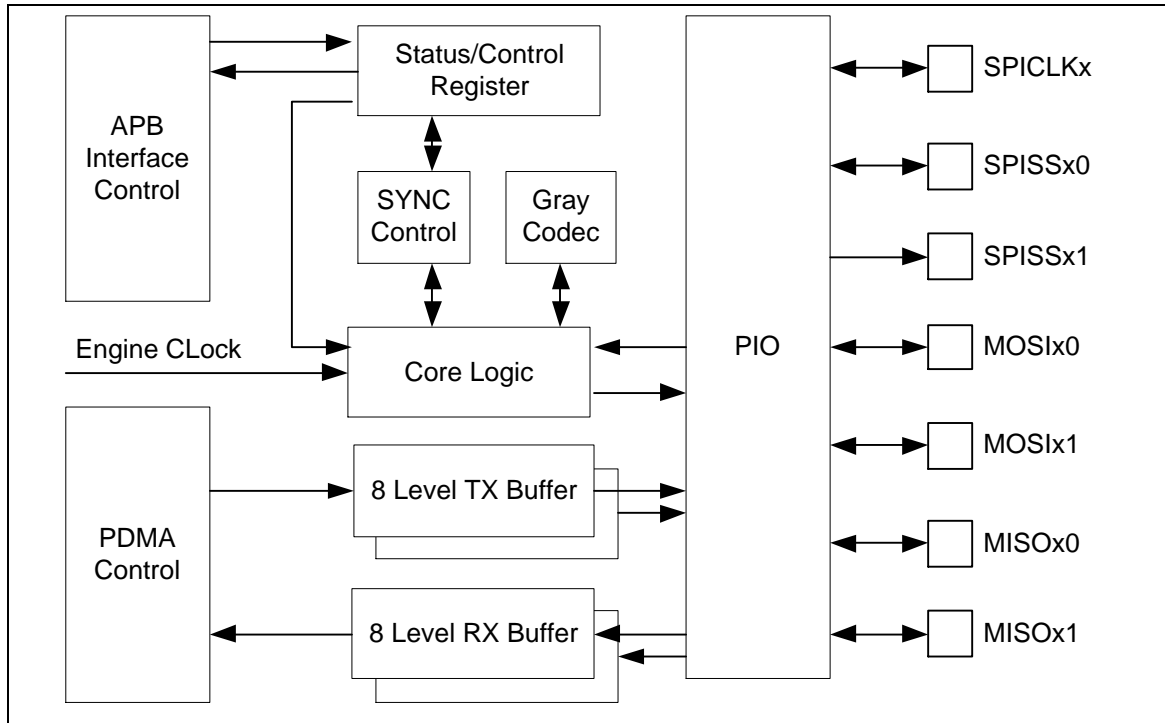 APB
Interface
Control
Status/Control
Register
SYNC
Control
Gray
Codec
Engine CLock
Core Logic
PDMA
Control
8 Level TX Buffer
8 Level RX Buffer
PIO
SPICLKx
SPISSx0
SPISSx1
MOSIx0
MOSIx1
MISOx0
MISOx1